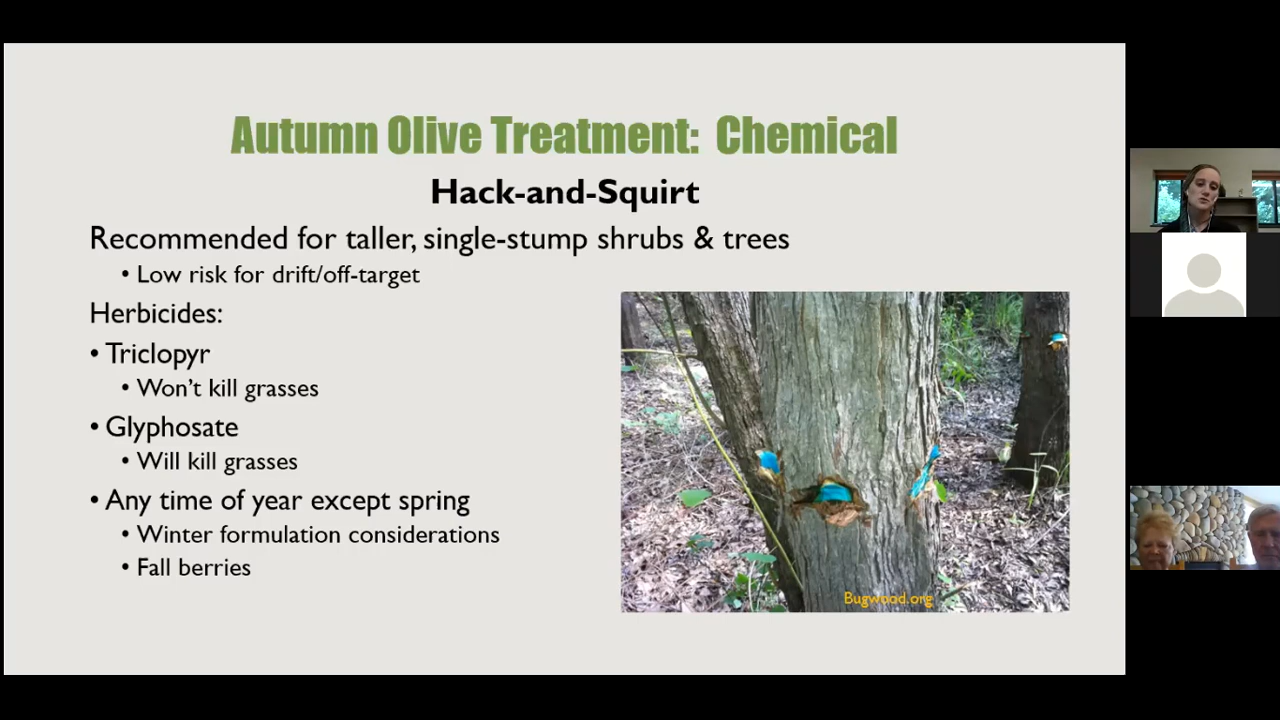 Autumn Olive Treatment: Chemical
Hack-and-Squirt
Recommended for taller, single-stump shrubs & trees
• Low risk for drift/off-target
Herbicides:
• Triclopyr
• Won't kill grasses
• Glyphosate
• Will kill grasses
• Any time of year except spring
• Winter formulation considerations
• Fall berries
Bugwood.org